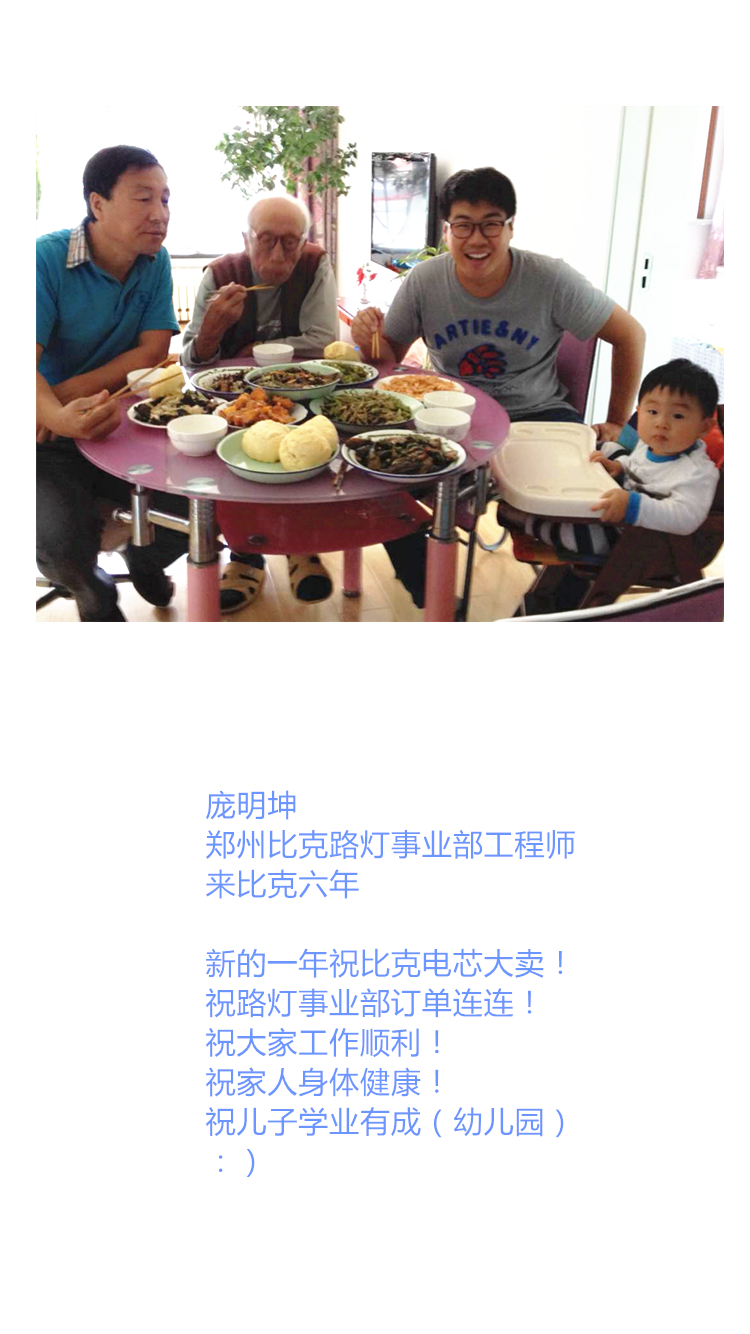 ARTIE&NY
庞明坤
郑州比克路灯事业部工程师
来比克六年
新的一年祝比克电芯大卖！
祝路灯事业部订单连连！
祝大家工作顺利！
祝家人身体健康！
祝儿子学业有成（幼儿园）
：）